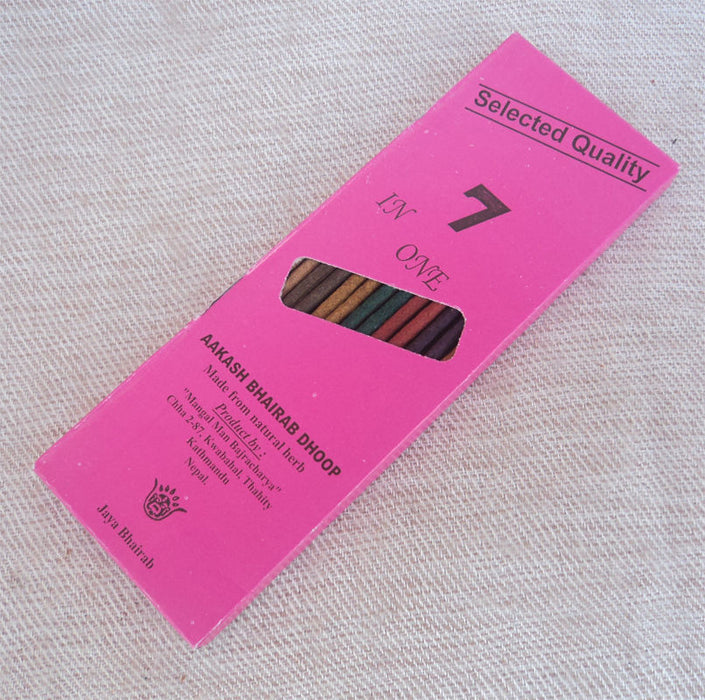 Selected Quality
7
IN
ONE
AAKASH BHAIRAB DHOOP
Made from natural herb
Product by :
"Mangal Man Bajracharya"
Chha 2-87, Kwabahal, Thahity
Kathmandu
Nepal.
Jaya Bhairab